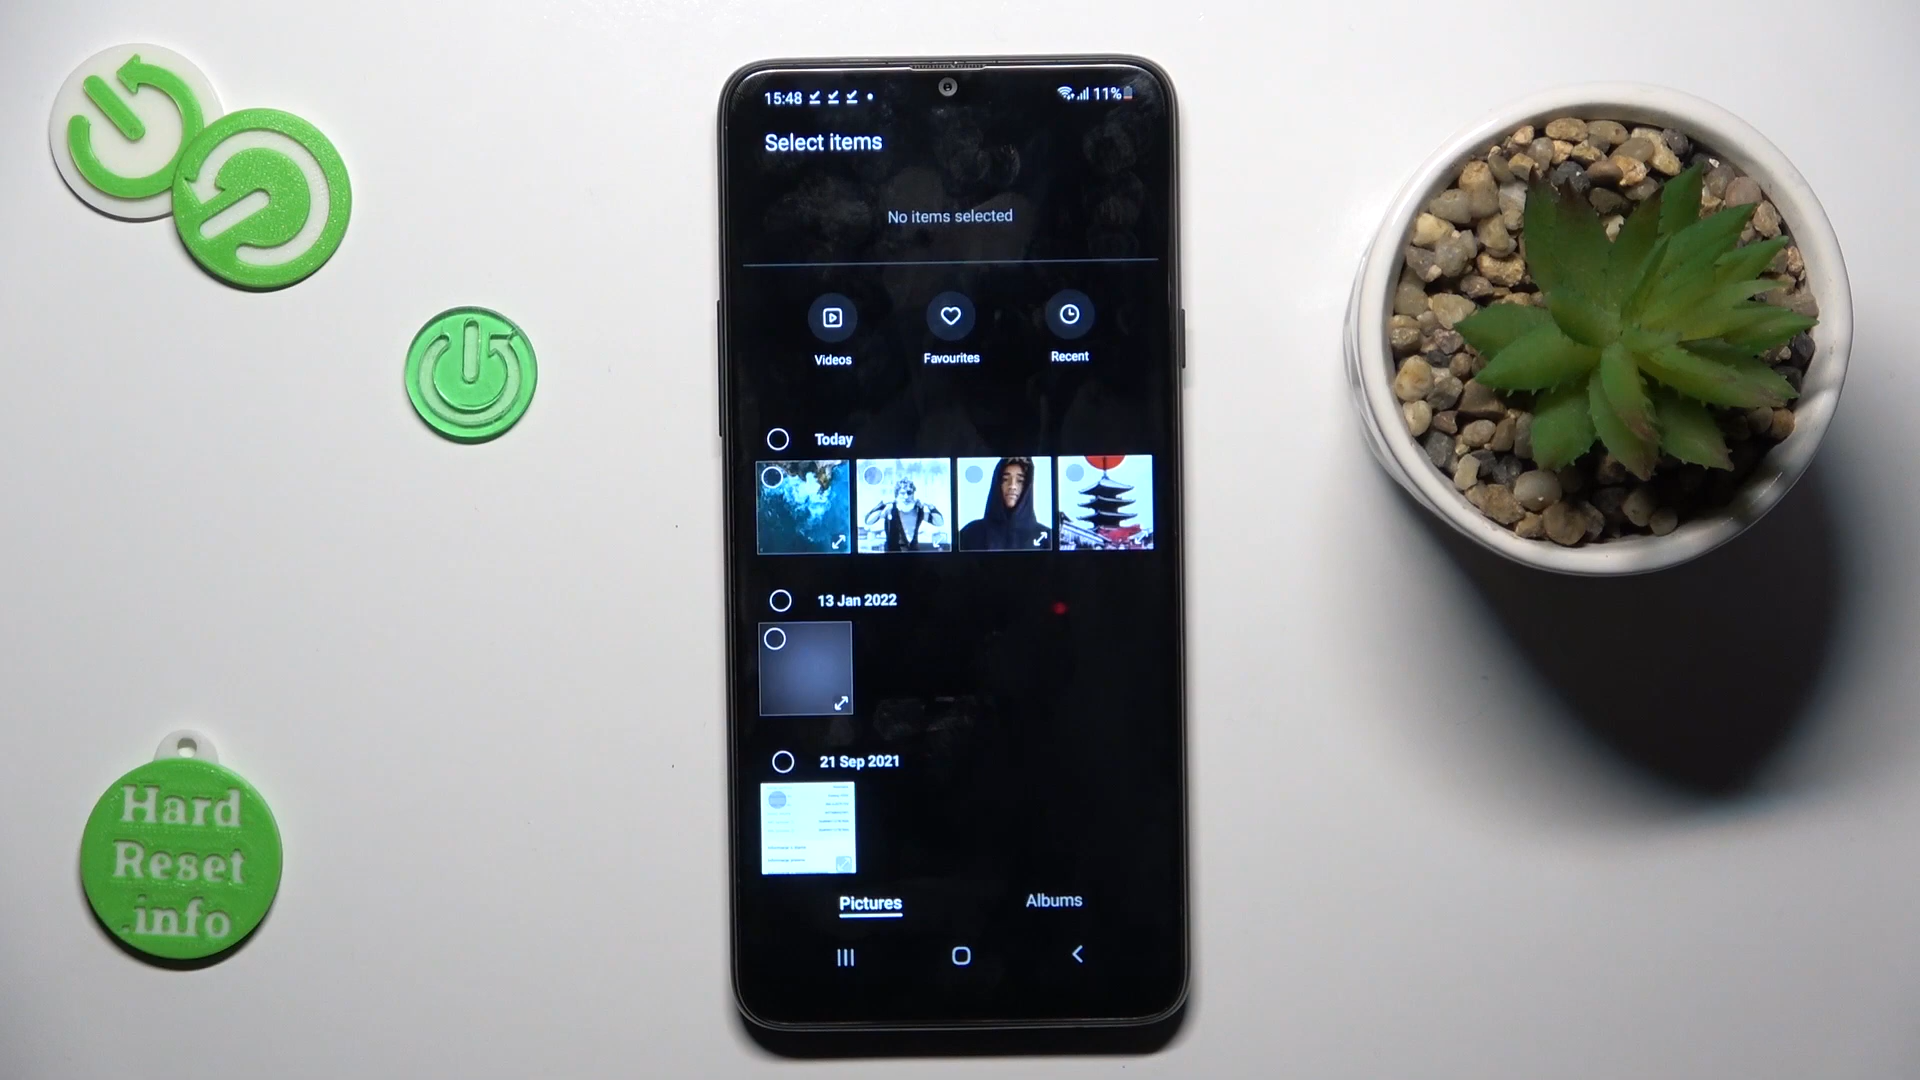 15:48
11%
Select items
No items selected
Videos
Favourites
Recent
Today
13 Jan 2022
21 Sep 2021
Pictures
Albums
Hard
Reset
.info